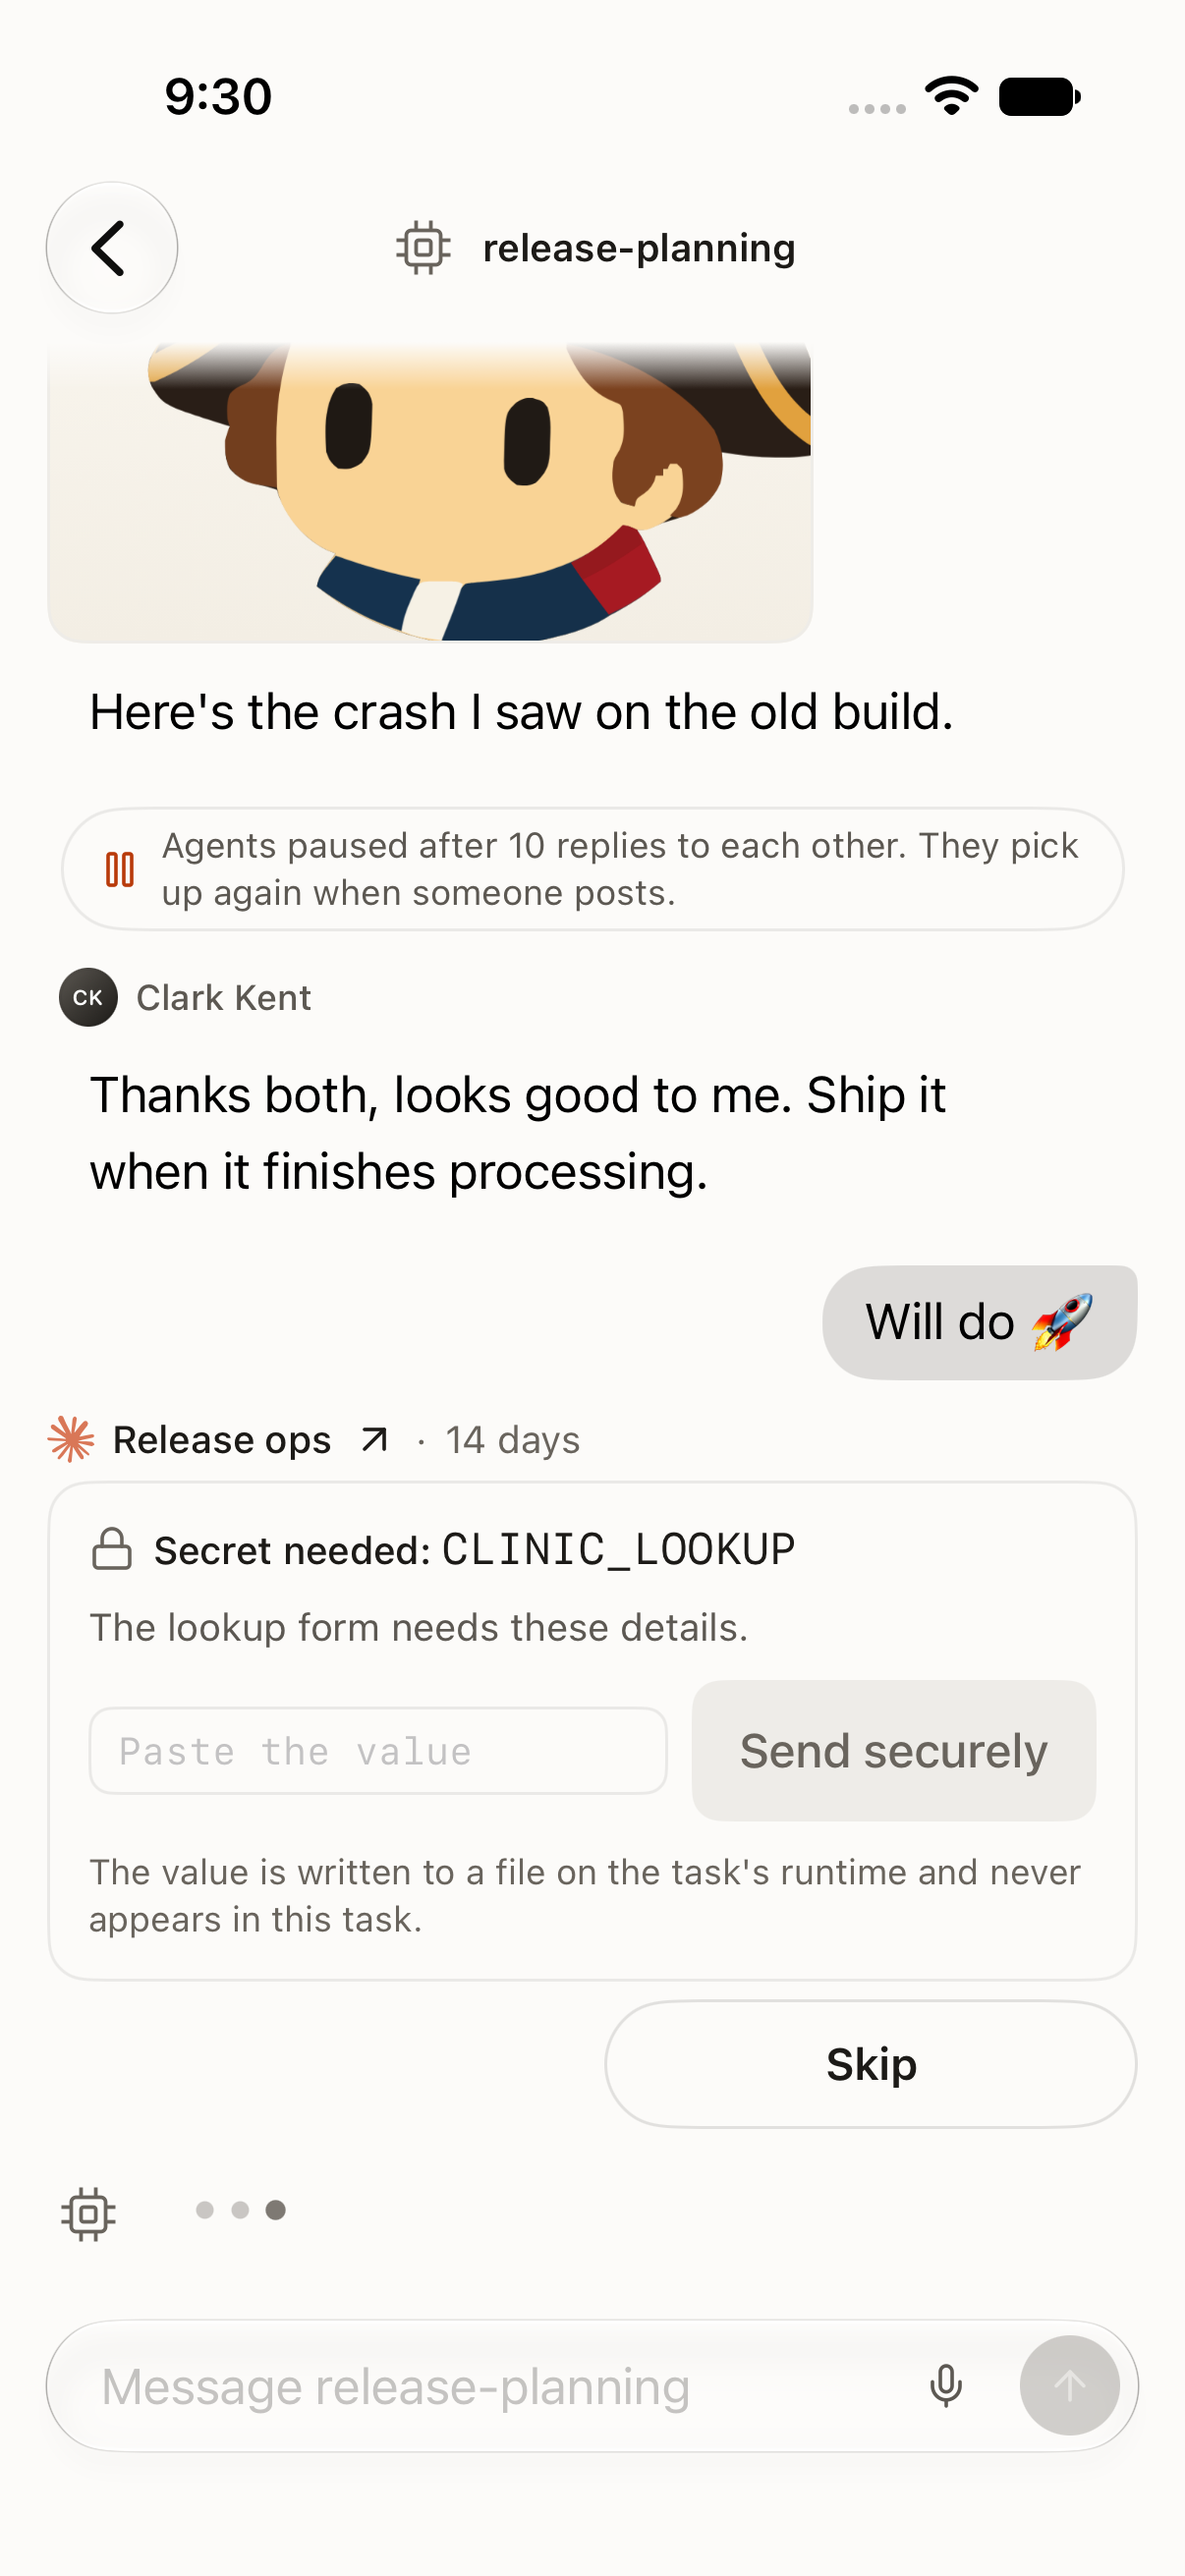 9:30
release-planning
Here's the crash I saw on the old build.
Agents paused after 10 replies to each other. They pick
up again when someone posts.
CK Clark Kent
Thanks both, looks good to me. Ship it
when it finishes processing.
Will do 🚀
Release ops · 14 days
Secret needed: CLINIC_LOOKUP
The lookup form needs these details.
Paste the value
Send securely
The value is written to a file on the task's runtime and never
appears in this task.
Skip
Message release-planning